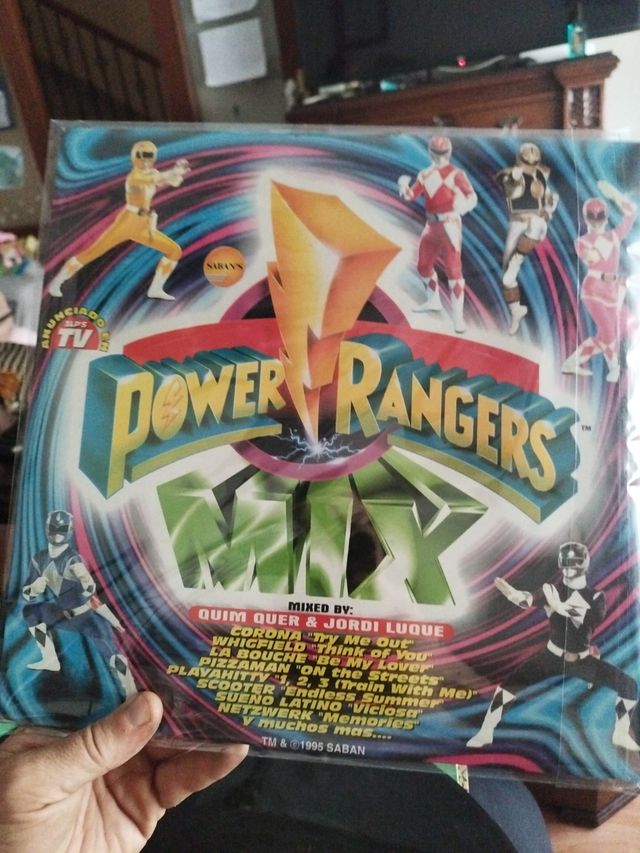 SABAN'S
ANUNCIADO EN
3LP'S
TV
POWER RANGERS™
MIX
MIXED BY:
QUIM QUER & JORDI LUQUE
CORONA "Try Me Out"
WHIGFIELD "Think of You"
LA BOUCHE "Be My Lover"
PIZZAMAN "ON the Streets"
PLAYAHITTY "1, 2, 3 (Train With Me)"
SCOOTER "Endless Summer"
SUEÑO LATINO "Viciosa"
NETZWERK "Memories"
Y muchos mas....
TM & ©1995 SABAN